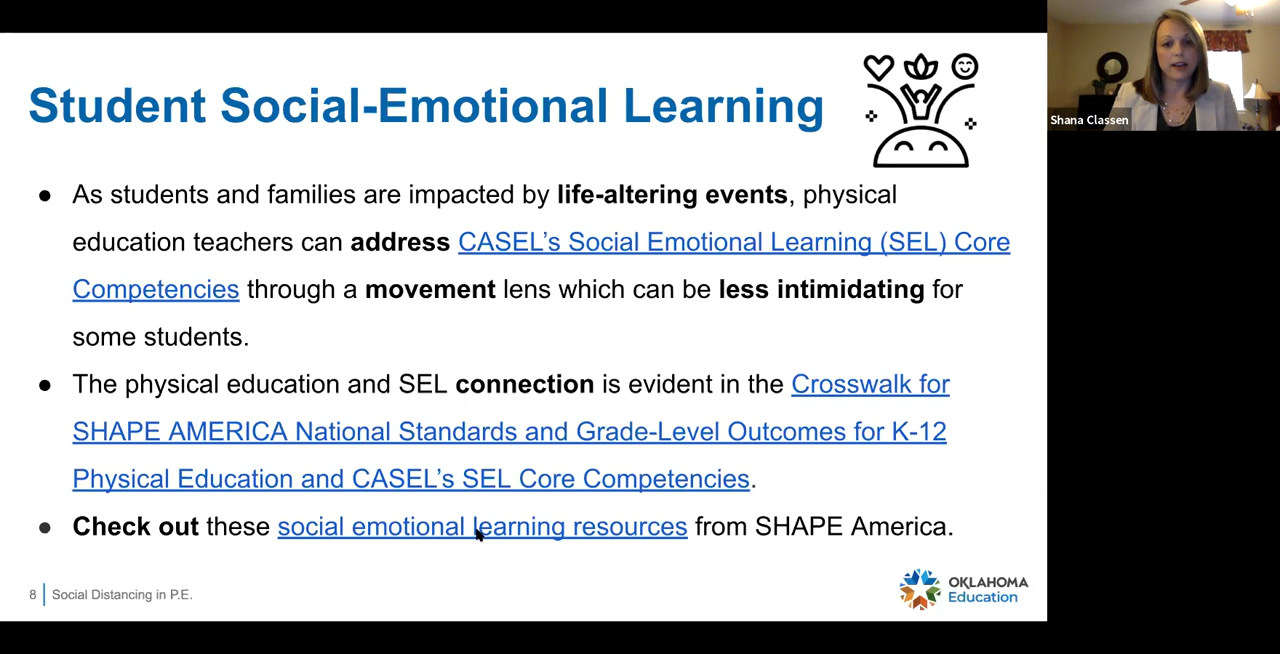 Student Social-Emotional Learning
● As students and families are impacted by life-altering events, physical
education teachers can address CASEL’s Social Emotional Learning (SEL) Core
Competencies through a movement lens which can be less intimidating for
some students.
● The physical education and SEL connection is evident in the Crosswalk for
SHAPE AMERICA National Standards and Grade-Level Outcomes for K-12
Physical Education and CASEL’s SEL Core Competencies.
● Check out these social emotional learning resources from SHAPE America.
8 Social Distancing in P.E.
OKLAHOMA
Education
Shana Classen